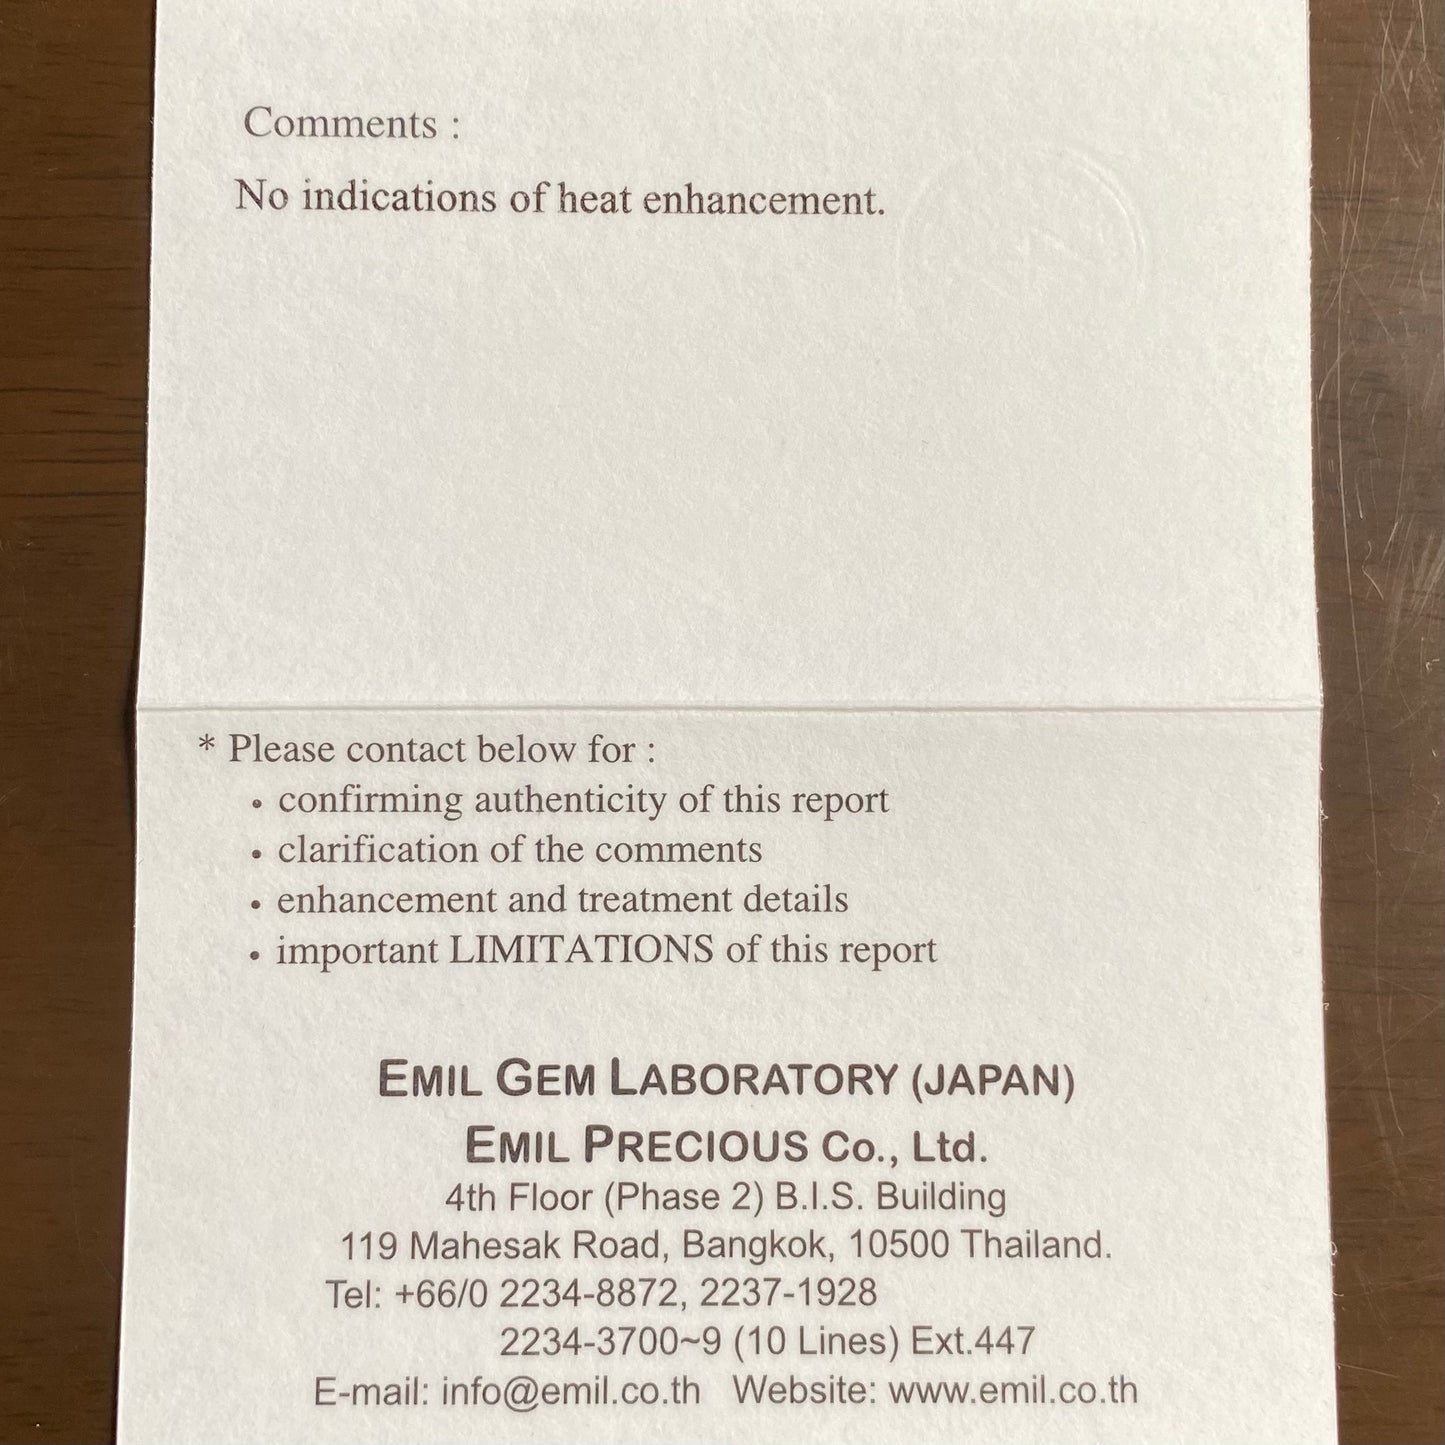 Comments :
No indications of heat enhancement.
* Please contact below for :
• confirming authenticity of this report
• clarification of the comments
• enhancement and treatment details
• important LIMITATIONS of this report
EMIL GEM LABORATORY (JAPAN)
EMIL PRECIOUS Co., Ltd.
4th Floor (Phase 2) B.I.S. Building
119 Mahesak Road, Bangkok, 10500 Thailand.
Tel: +66/0 2234-8872, 2237-1928
2234-3700~9 (10 Lines) Ext.447
E-mail: info@emil.co.th Website: www.emil.co.th